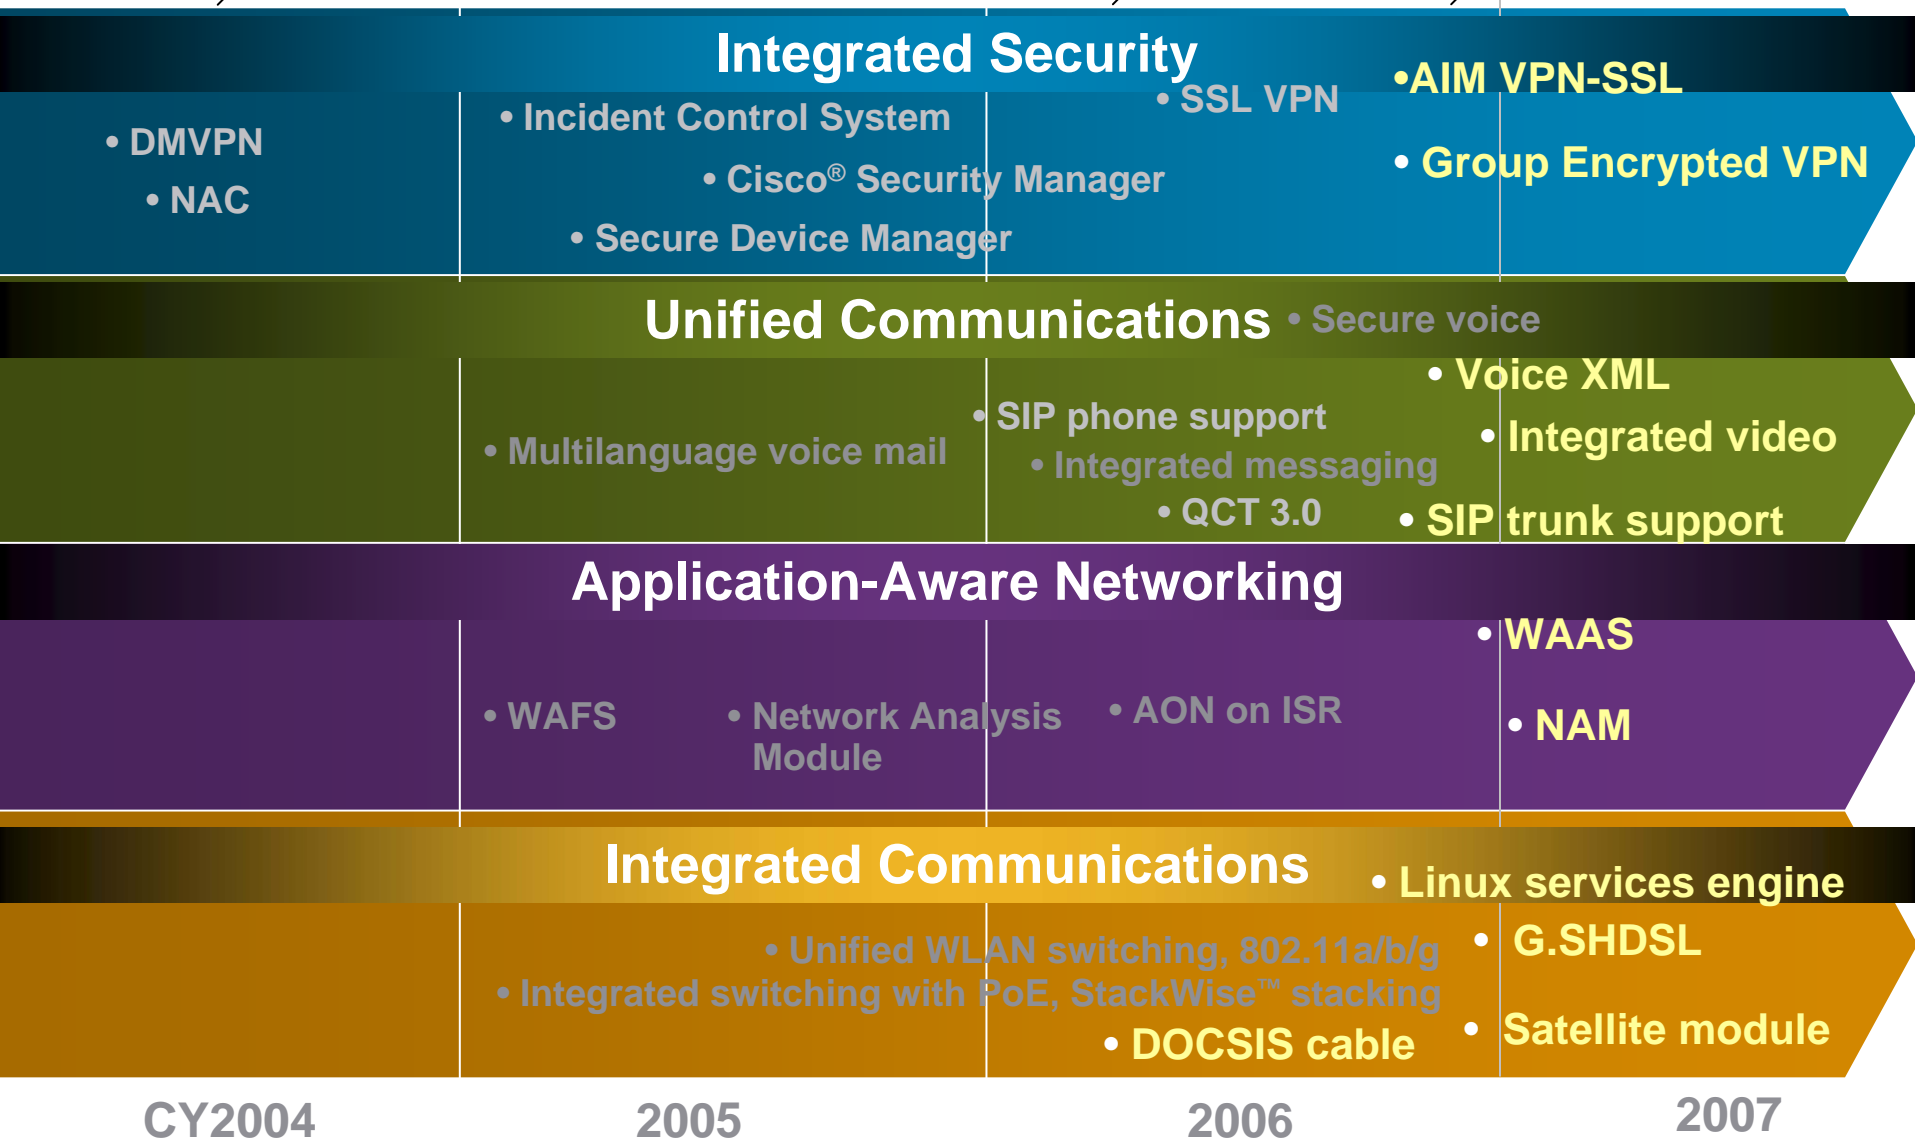 Integrated Security
•AIM VPN-SSL
• SSL VPN
• Incident Control System
• DMVPN
• Group Encrypted VPN
• Cisco® Security Manager
• NAC
• Secure Device Manager
Unified Communications
• Secure voice
• Voice XML
• SIP phone support
• Integrated video
• Multilanguage voice mail
• Integrated messaging
• QCT 3.0
• SIP trunk support
Application-Aware Networking
• WAAS
• WAFS
• Network Analysis
Module
• AON on ISR
• NAM
Integrated Communications
• Linux services engine
• G.SHDSL
• Unified WLAN switching, 802.11a/b/g
• Integrated switching with PoE, StackWise™ stacking
• Satellite module
• DOCSIS cable
CY2004
2005
2006
2007